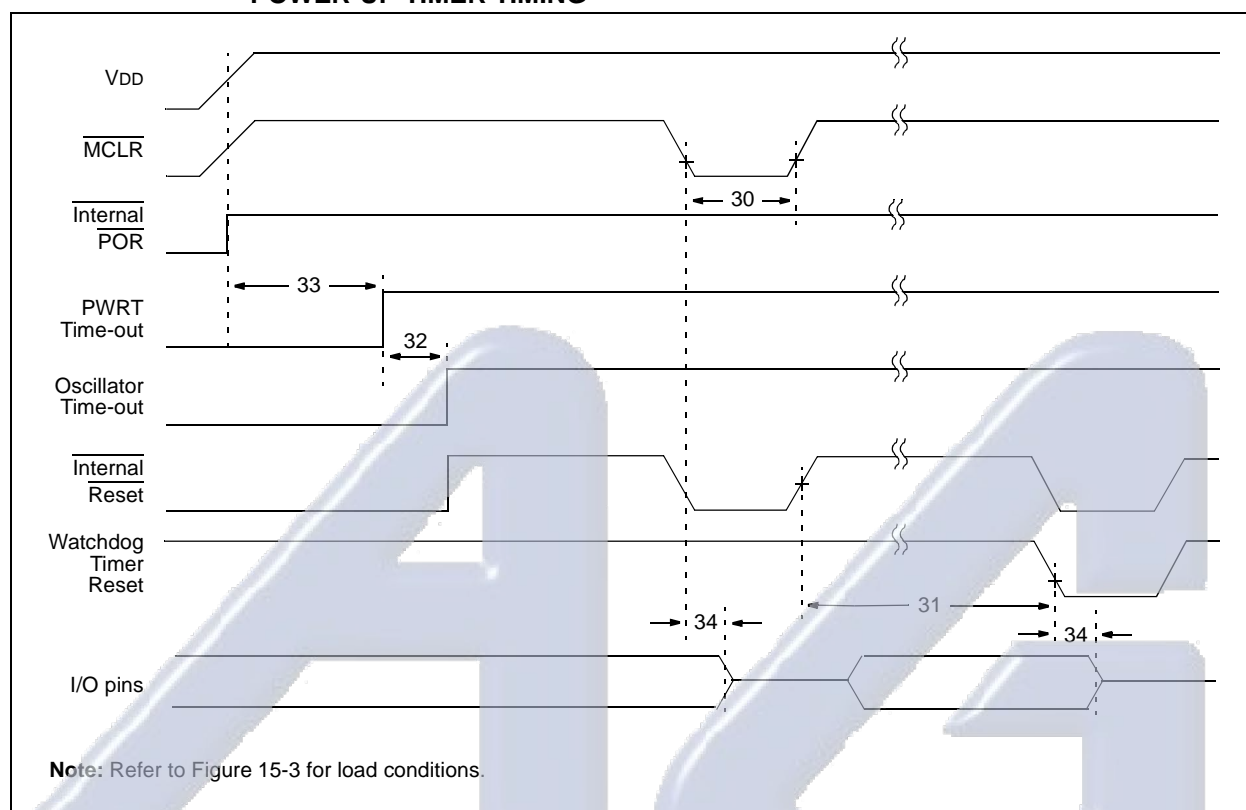 POWER-UP TIMER TIMING
VDD
MCLR
30
Internal
POR
33
PWRT
Time-out
32
Oscillator
Time-out
Internal
Reset
Watchdog
Timer
Reset
31
34
34
I/O pins
Note: Refer to Figure 15-3 for load conditions.